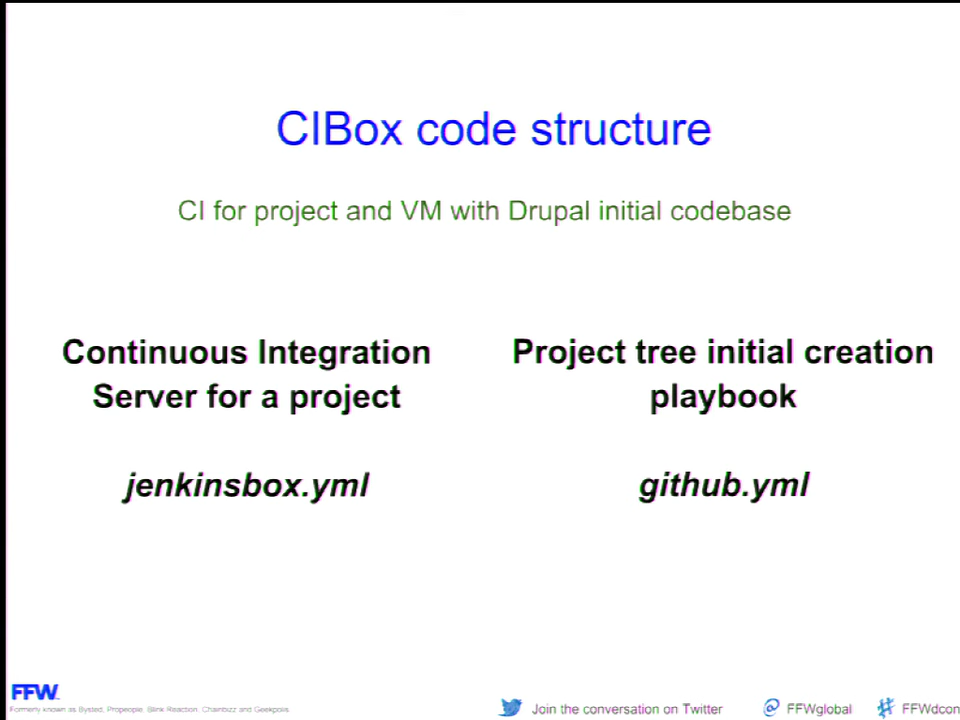 CIBox code structure
CI for project and VM with Drupal initial codebase
Continuous Integration
Server for a project
jenkinsbox.yml
Project tree initial creation
playbook
github.yml
FFW
Formerly known as Bysted, Propeople, Blink Reaction, Chainbizz and Geekpolis
Join the conversation on Twitter
@ FFWglobal
# FFWdcon